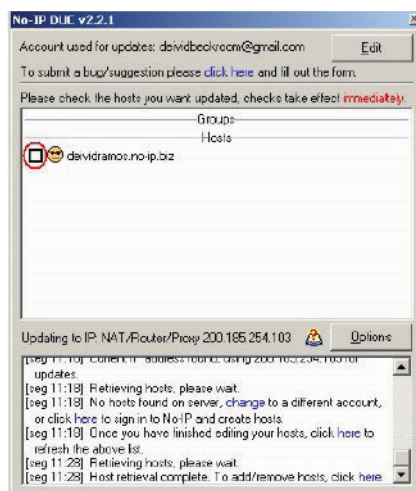 No-IP DUC v2.2.1
Account used for updates: deividbeckroom@gmail.com
Edit
To submit a bug/suggestion please click here and fill out the form.
Please check the hosts you want updated, checks take effect immediately.
Groups
Hosts
deividramos.no-ip.biz
Updating to IP: NAT/Router/Proxy 200.185.254.103
Options
updates.
[seg 11:18] Retrieving hosts, please wait.
[seg 11:18] No hosts found on server, change to a different account,
or click here to sign in to No-IP and create hosts.
[seg 11:18] Once you have finished editing your hosts, click here to
refresh the above list.
[seg 11:28] Retrieving hosts, please wait.
[seg 11:28] Host retrieval complete. To add/remove hosts, click here